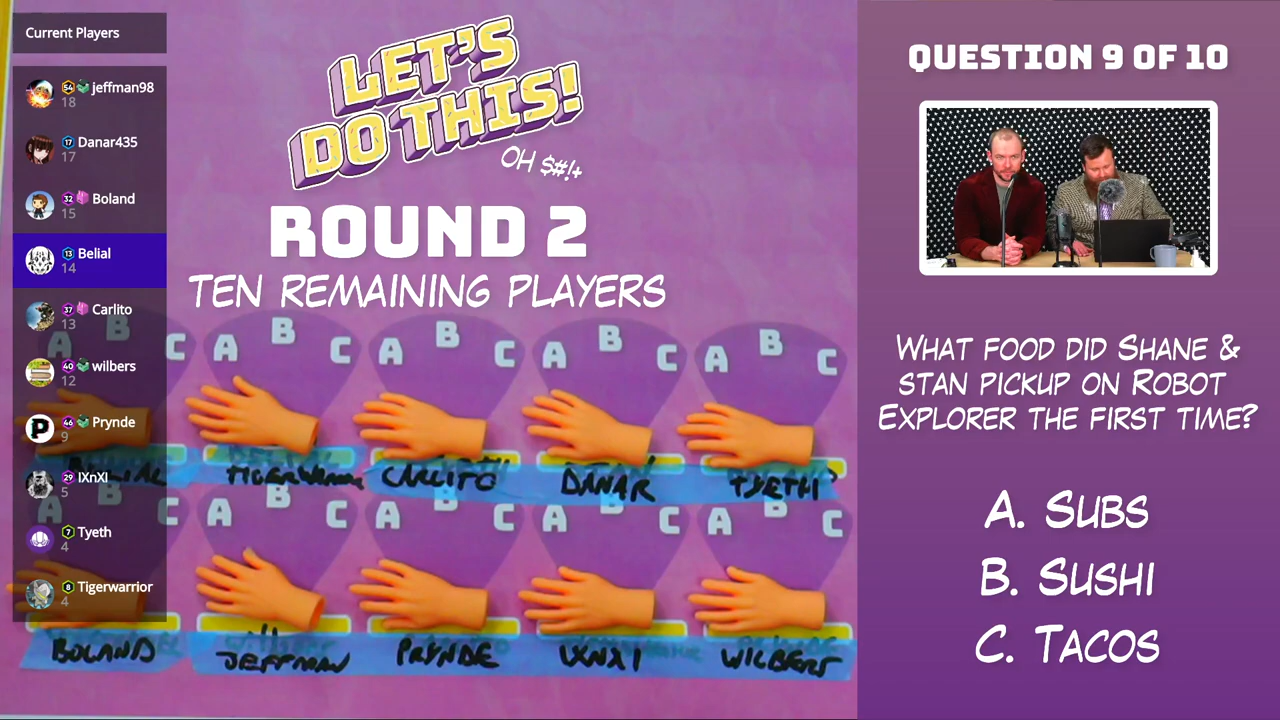 Current Players
54 jeffman98
18
17 Danar435
17
32 Boland
15
13 Belial
14
37 Carlito
13
40 wilbers
12
46 Prynde
9
29 IXnXI
5
7 Tyeth
4
8 Tigerwarrior
4
LET'S
DO THIS!
OH $#!+
ROUND 2
TEN REMAINING PLAYERS
A B C A B C A B C A B C A B C
TIGERWARRIOR CARLITO DANAR TYETH
A B C A B C A B C A B C A B C
BOLAND JEFFMAN PRYNDE IXNXI WILBERS
QUESTION 9 OF 10
WHAT FOOD DID SHANE &
STAN PICKUP ON ROBOT
EXPLORER THE FIRST TIME?
A. SUBS
B. SUSHI
C. TACOS